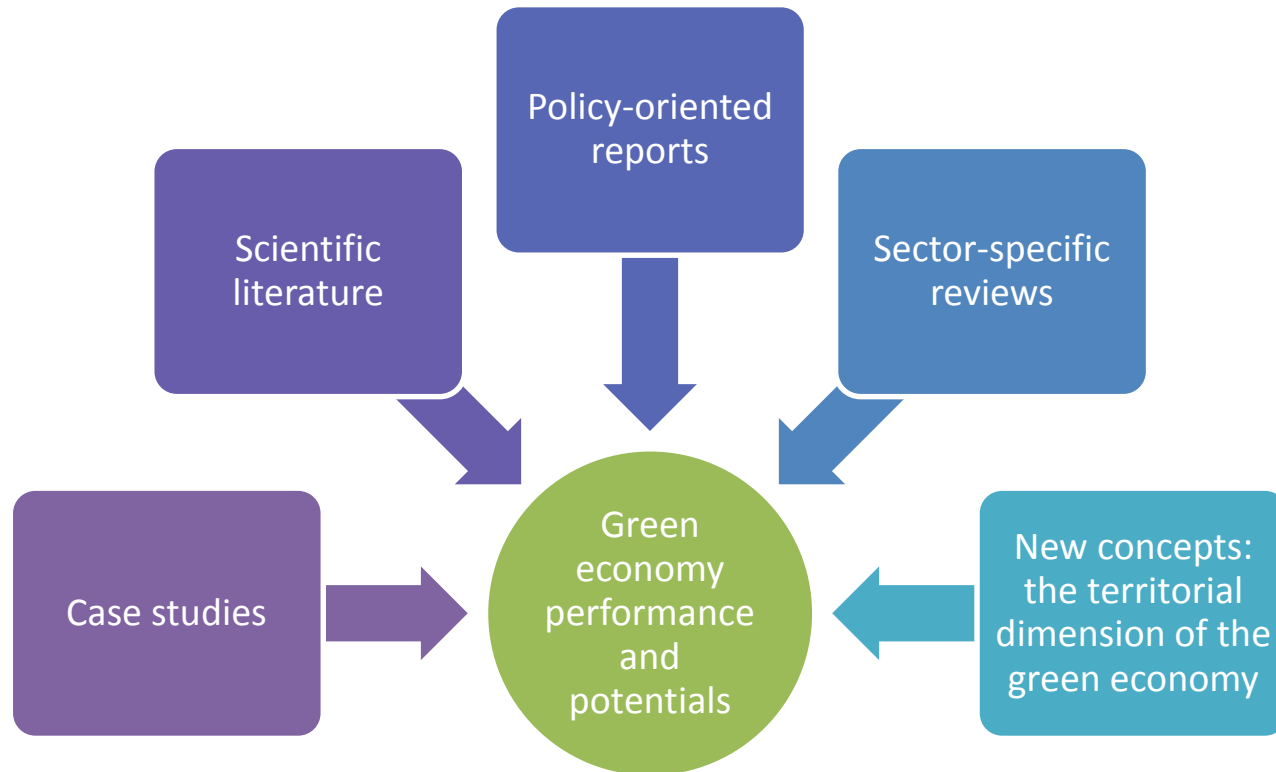 Policy-oriented
reports
Scientific
literature
Sector-specific
reviews
Case studies
Green
economy
performance
and
potentials
New concepts:
the territorial
dimension of the
green economy